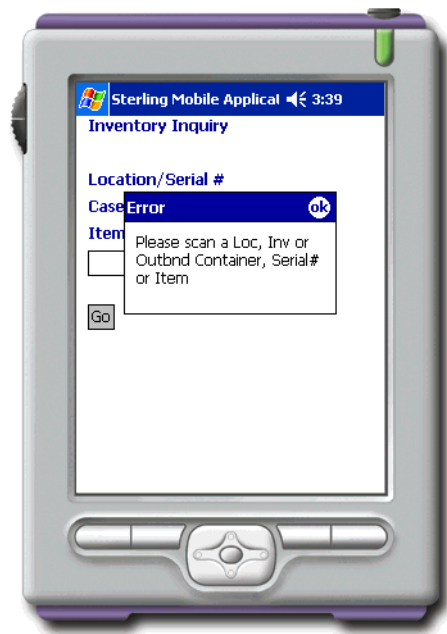 Sterling Mobile Applicat 3:39
Inventory Inquiry
Location/Serial #
Case
Error ok
Item
Please scan a Loc, Inv or
Outbnd Container, Serial#
or Item
Go